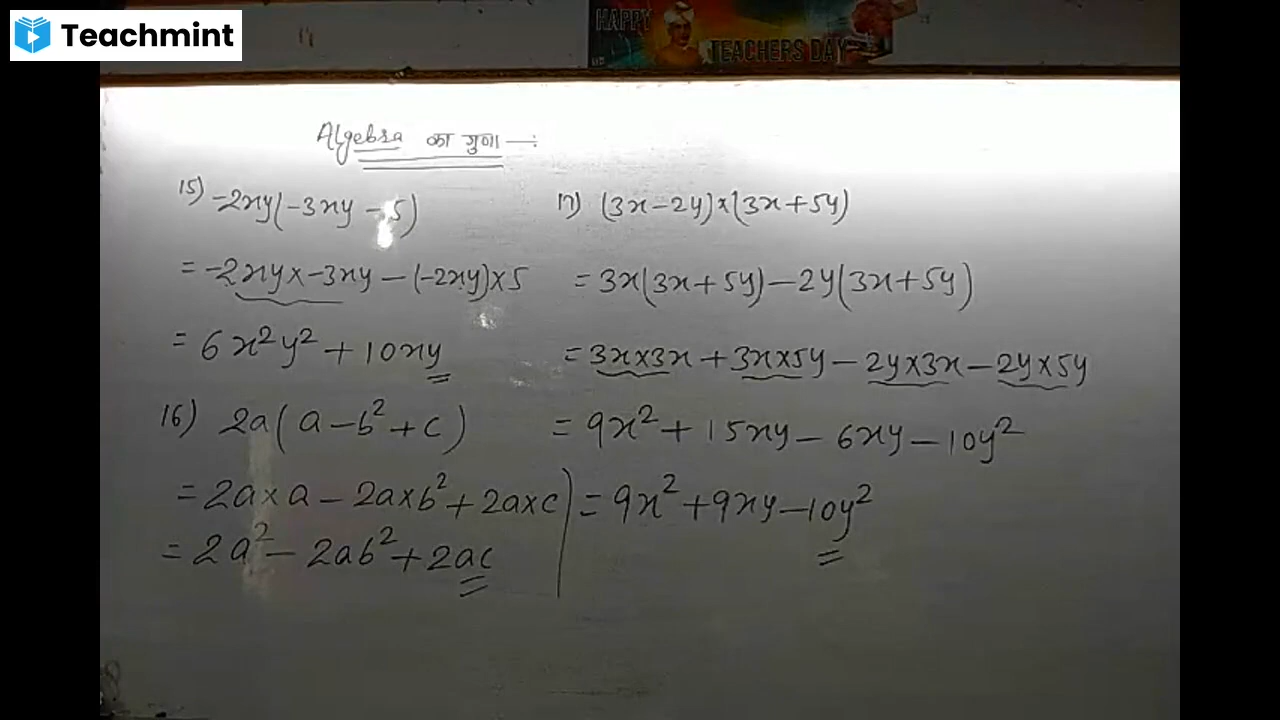 Teachmint
HAPPY
TEACHERS DAY
Algebra का गुणा —:
15) -2xy(-3xy - 5)
= -2xy x -3xy - (-2xy) x 5
= 6x²y² + 10xy
16) 2a(a - b² + c)
= 2a x a - 2a x b² + 2a x c
= 2a² - 2ab² + 2ac
17) (3x - 2y) x (3x + 5y)
= 3x(3x + 5y) - 2y(3x + 5y)
= 3x x 3x + 3x x 5y - 2y x 3x - 2y x 5y
= 9x² + 15xy - 6xy - 10y²
= 9x² + 9xy - 10y²